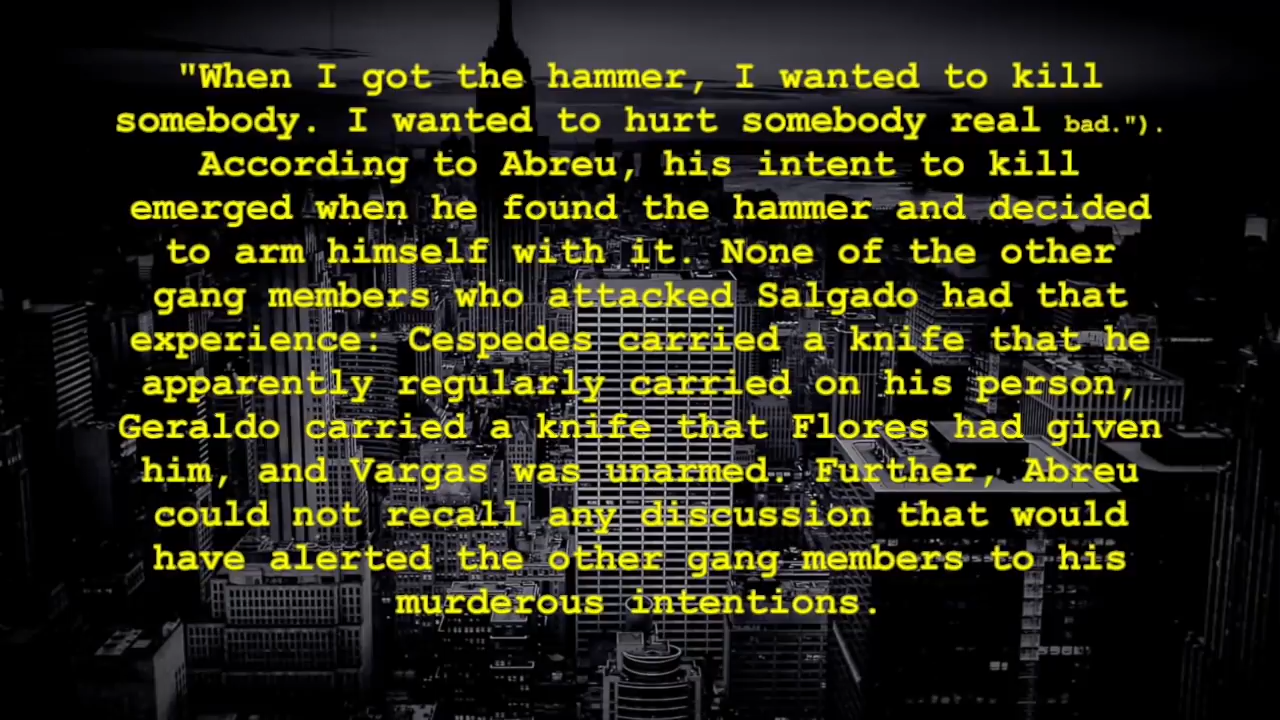 "When I got the hammer, I wanted to kill
somebody. I wanted to hurt somebody real bad.").
According to Abreu, his intent to kill
emerged when he found the hammer and decided
to arm himself with it. None of the other
gang members who attacked Salgado had that
experience: Cespedes carried a knife that he
apparently regularly carried on his person,
Geraldo carried a knife that Flores had given
him, and Vargas was unarmed. Further, Abreu
could not recall any discussion that would
have alerted the other gang members to his
murderous intentions.